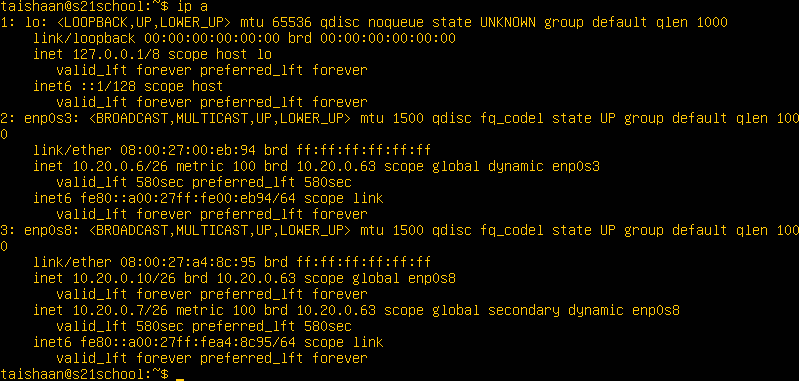 taishaan@s21school:~$ ip a
1: lo: <LOOPBACK,UP,LOWER_UP> mtu 65536 qdisc noqueue state UNKNOWN group default qlen 1000
    link/loopback 00:00:00:00:00:00 brd 00:00:00:00:00:00
    inet 127.0.0.1/8 scope host lo
       valid_lft forever preferred_lft forever
    inet6 ::1/128 scope host
       valid_lft forever preferred_lft forever
2: enp0s3: <BROADCAST,MULTICAST,UP,LOWER_UP> mtu 1500 qdisc fq_codel state UP group default qlen 100
0
    link/ether 08:00:27:00:eb:94 brd ff:ff:ff:ff:ff:ff
    inet 10.20.0.6/26 metric 100 brd 10.20.0.63 scope global dynamic enp0s3
       valid_lft 580sec preferred_lft 580sec
    inet6 fe80::a00:27ff:fe00:eb94/64 scope link
       valid_lft forever preferred_lft forever
3: enp0s8: <BROADCAST,MULTICAST,UP,LOWER_UP> mtu 1500 qdisc fq_codel state UP group default qlen 100
0
    link/ether 08:00:27:a4:8c:95 brd ff:ff:ff:ff:ff:ff
    inet 10.20.0.10/26 brd 10.20.0.63 scope global enp0s8
       valid_lft forever preferred_lft forever
    inet 10.20.0.7/26 metric 100 brd 10.20.0.63 scope global secondary dynamic enp0s8
       valid_lft 580sec preferred_lft 580sec
    inet6 fe80::a00:27ff:fea4:8c95/64 scope link
       valid_lft forever preferred_lft forever
taishaan@s21school:~$ _